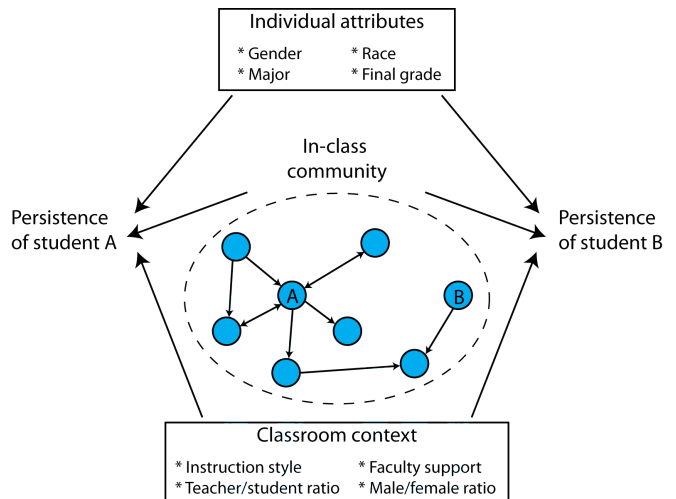 Individual attributes
* Gender * Race
* Major * Final grade
In-class
community
Persistence
of student A
Persistence
of student B
A
B
Classroom context
* Instruction style * Faculty support
* Teacher/student ratio * Male/female ratio